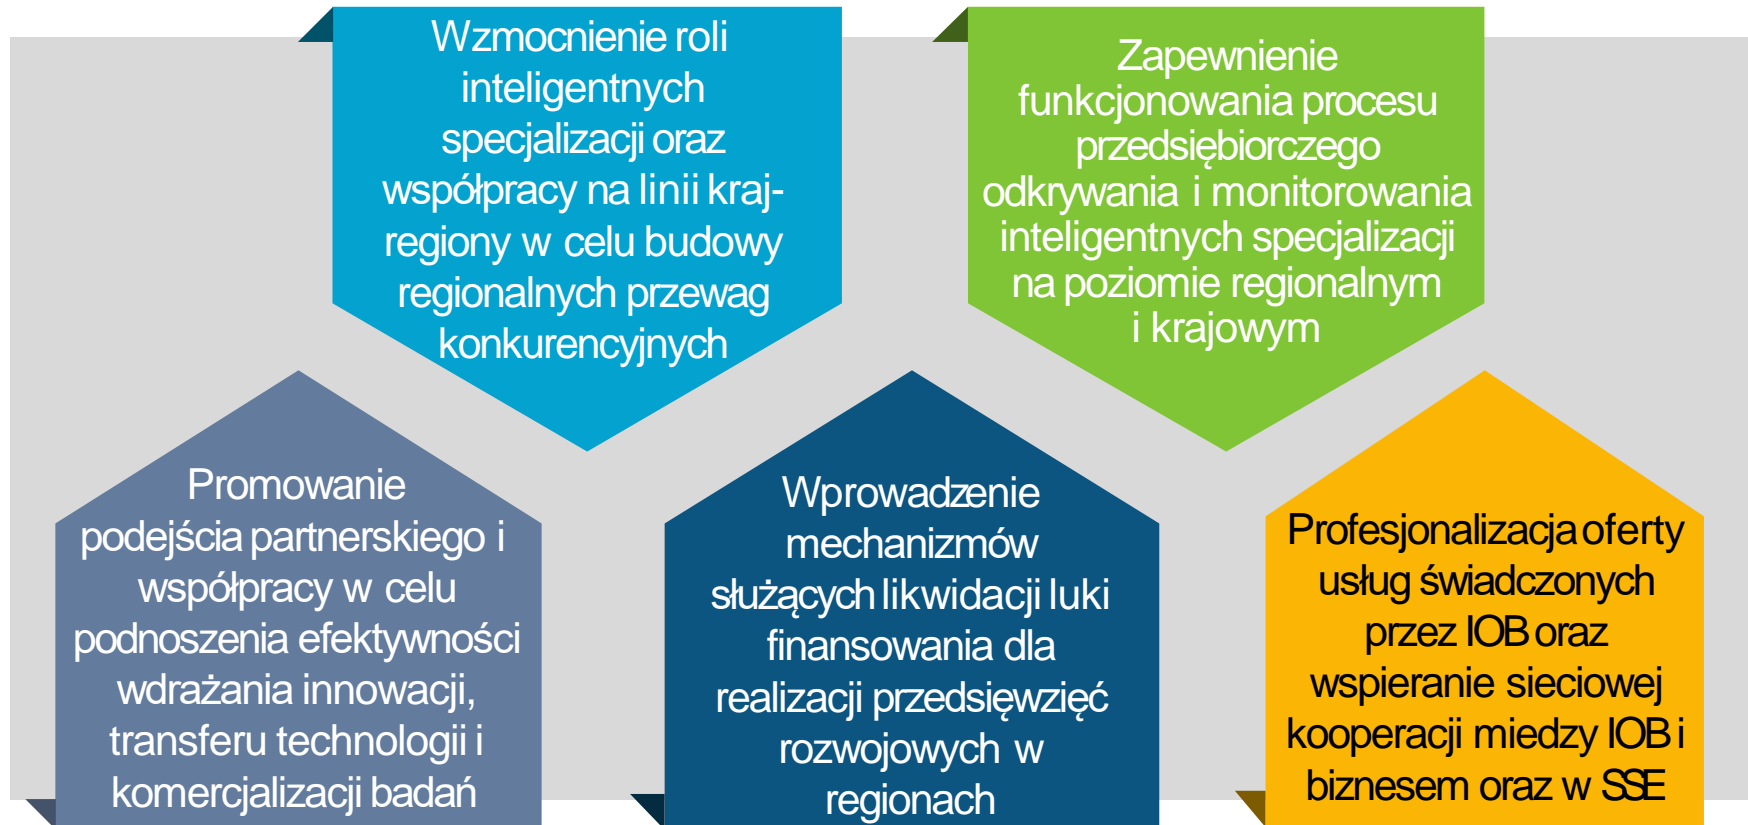 Wzmocnienie roli
inteligentnych
specjalizacji oraz
współpracy na linii kraj-
regiony w celu budowy
regionalnych przewag
konkurencyjnych
Zapewnienie
funkcjonowania procesu
przedsiębiorczego
odkrywania i monitorowania
inteligentnych specjalizacji
na poziomie regionalnym
i krajowym
Promowanie
podejścia partnerskiego i
współpracy w celu
podnoszenia efektywności
wdrażania innowacji,
transferu technologii i
komercjalizacji badań
Wprowadzenie
mechanizmów
służących likwidacji luki
finansowania dla
realizacji przedsięwzięć
rozwojowych w
regionach
Profesjonalizacja oferty
usług świadczonych
przez IOB oraz
wspieranie sieciowej
kooperacji miedzy IOB i
biznesem oraz w SSE